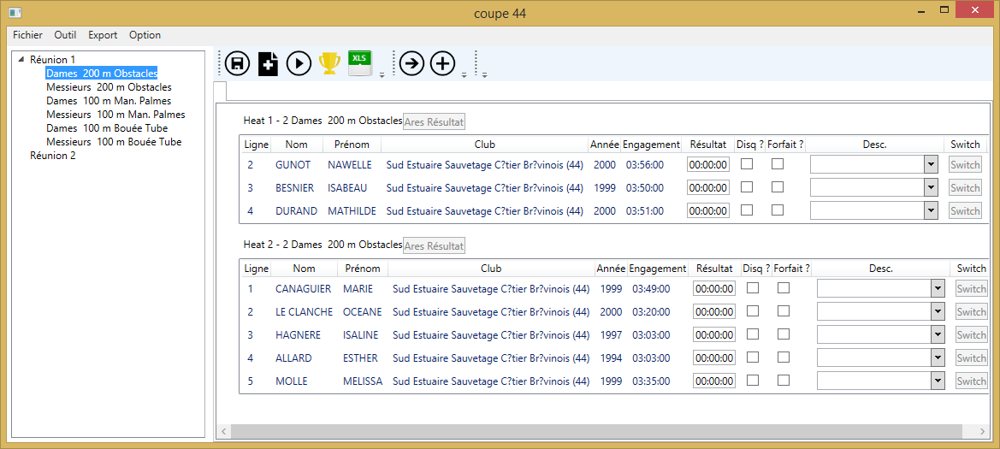 coupe 44
Fichier Outil Export Option
Réunion 1
Dames 200 m Obstacles
Messieurs 200 m Obstacles
Dames 100 m Man. Palmes
Messieurs 100 m Man. Palmes
Dames 100 m Bouée Tube
Messieurs 100 m Bouée Tube
Réunion 2
XLS
Heat 1 - 2 Dames 200 m Obstacles Ares Résultat
Ligne Nom Prénom Club Année Engagement Résultat Disq ? Forfait ? Desc. Switch
2 GUNOT NAWELLE Sud Estuaire Sauvetage C?tier Br?vinois (44) 2000 03:56:00 00:00:00 Switch
3 BESNIER ISABEAU Sud Estuaire Sauvetage C?tier Br?vinois (44) 1999 03:50:00 00:00:00 Switch
4 DURAND MATHILDE Sud Estuaire Sauvetage C?tier Br?vinois (44) 2000 03:51:00 00:00:00 Switch
Heat 2 - 2 Dames 200 m Obstacles Ares Résultat
Ligne Nom Prénom Club Année Engagement Résultat Disq ? Forfait ? Desc. Switch
1 CANAGUIER MARIE Sud Estuaire Sauvetage C?tier Br?vinois (44) 1999 03:49:00 00:00:00 Switch
2 LE CLANCHE OCEANE Sud Estuaire Sauvetage C?tier Br?vinois (44) 2000 03:20:00 00:00:00 Switch
3 HAGNERE ISALINE Sud Estuaire Sauvetage C?tier Br?vinois (44) 1997 03:03:00 00:00:00 Switch
4 ALLARD ESTHER Sud Estuaire Sauvetage C?tier Br?vinois (44) 1994 03:03:00 00:00:00 Switch
5 MOLLE MELISSA Sud Estuaire Sauvetage C?tier Br?vinois (44) 1999 03:35:00 00:00:00 Switch